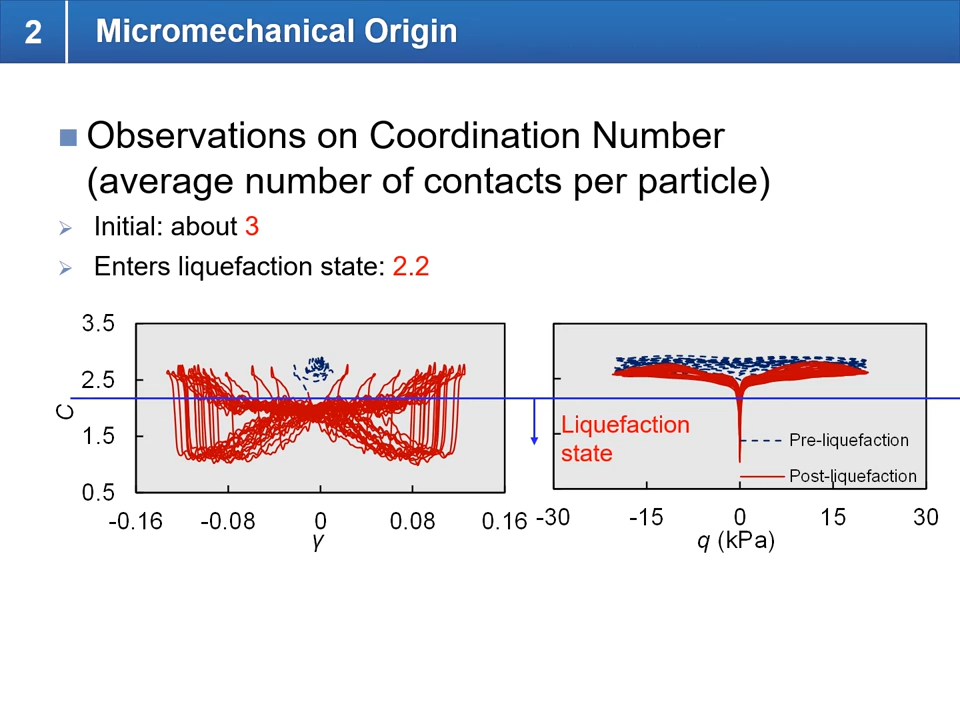 2
Micromechanical Origin
Observations on Coordination Number
(average number of contacts per particle)
Initial: about 3
Enters liquefaction state: 2.2
3.5
2.5
1.5
0.5
C
-0.16 -0.08 0 0.08 0.16
γ
Liquefaction
state
Pre-liquefaction
Post-liquefaction
-30 -15 0 15 30
q (kPa)